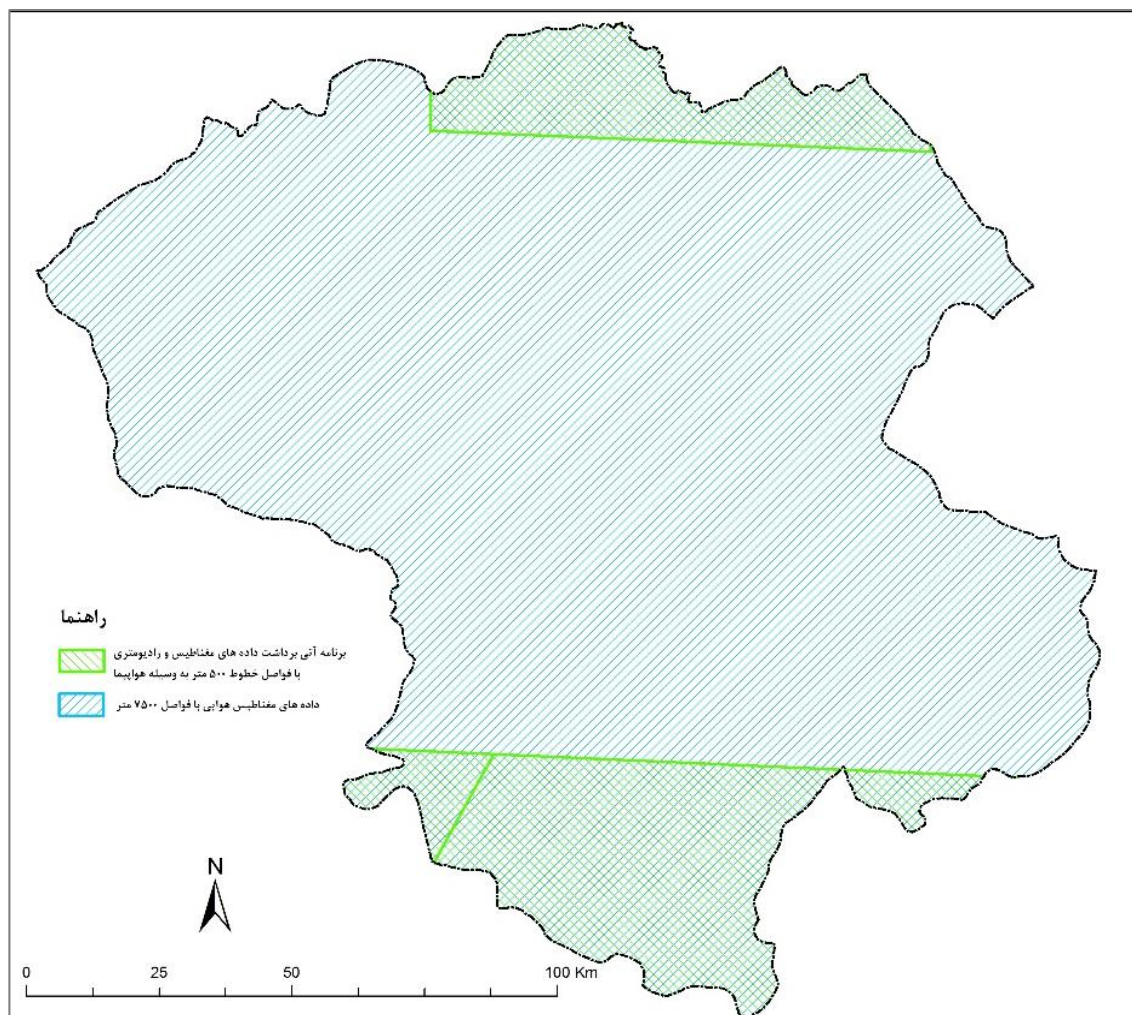 راهنما
برنامه آتی برداشت داده های مغناطیس و رادیومتری
با فواصل خطوط ۵۰۰ متر به وسیله هواپیما
داده های مغناطیس هوایی با فواصل ۷۵۰۰ متر
N
0 25 50 100 Km